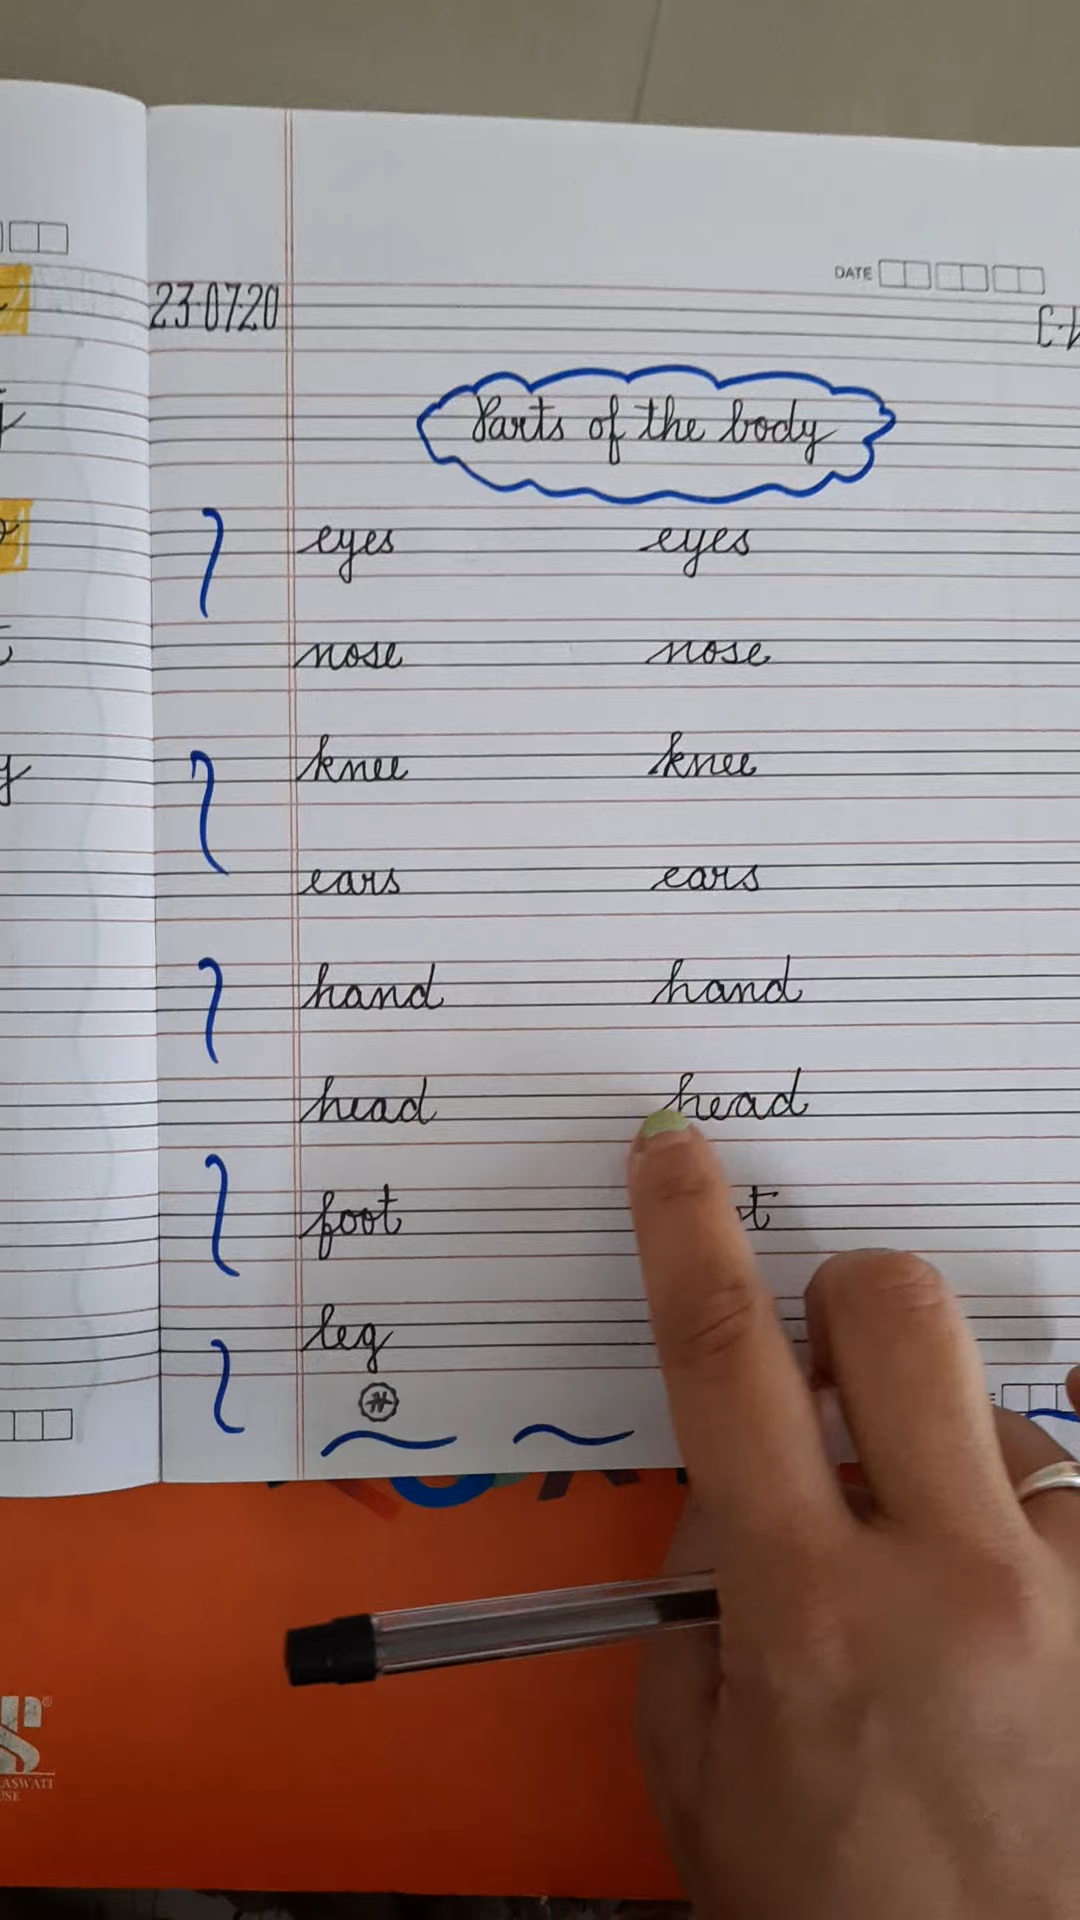 DATE
23.07.20
Parts of the body
eyes eyes
nose nose
knee knee
ears ears
hand hand
head head
foot
leg